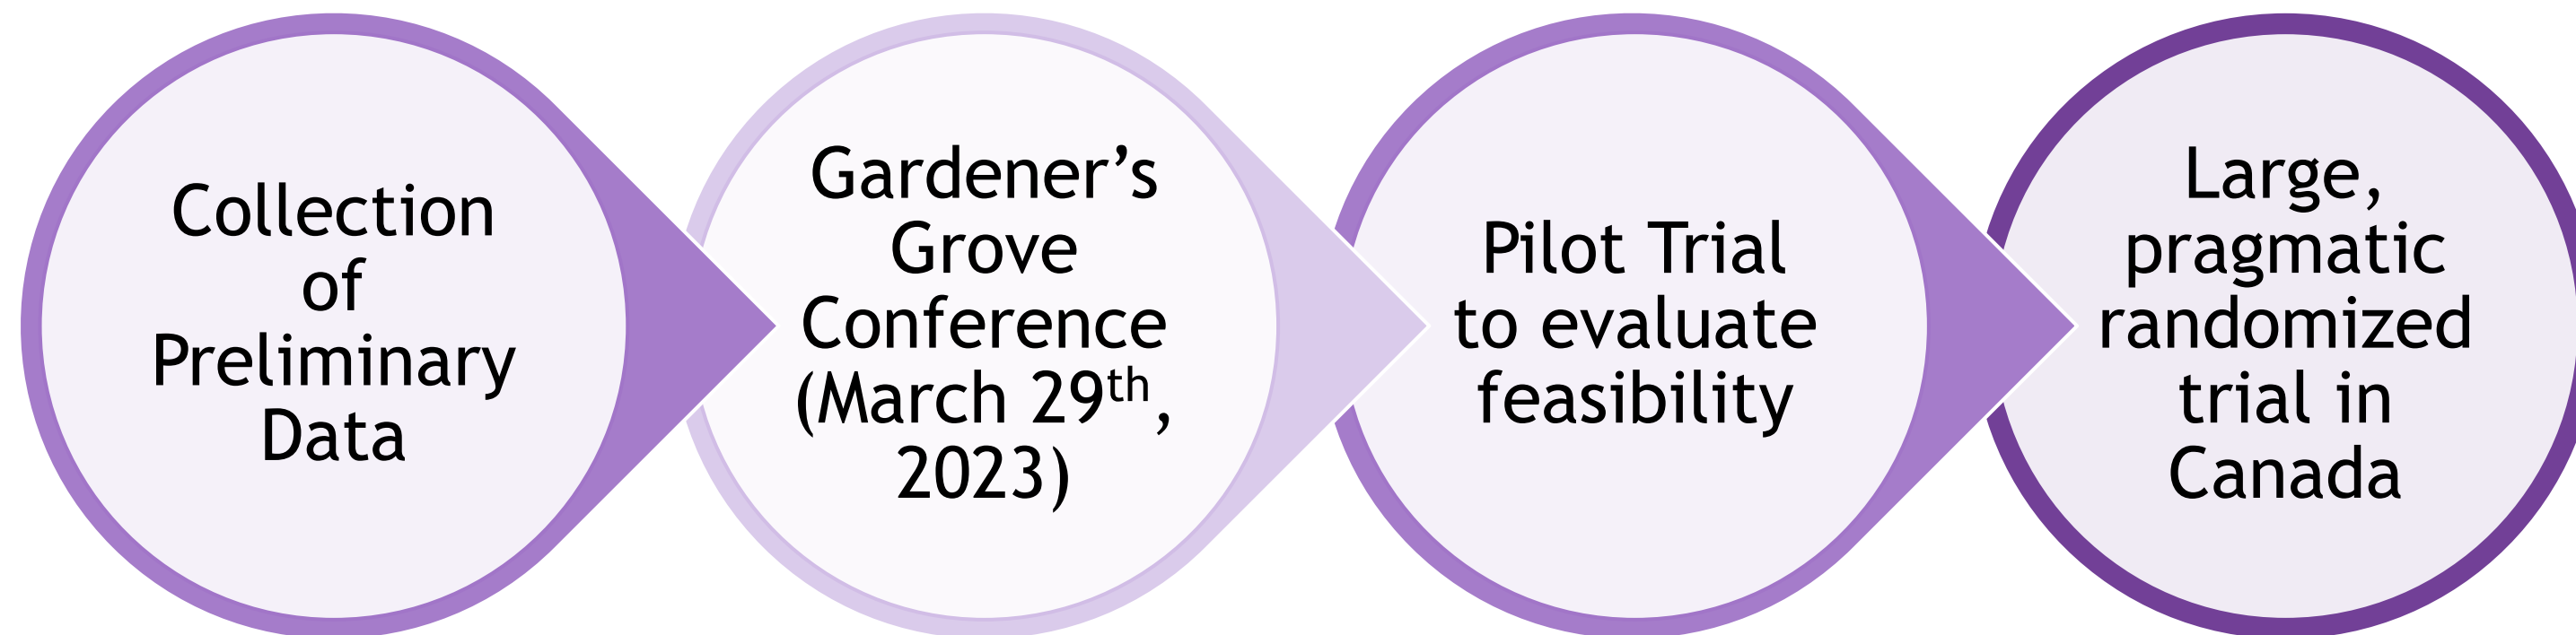 Collection
of
Preliminary
Data
Gardener’s
Grove
Conference
(March 29th,
2023)
Pilot Trial
to evaluate
feasibility
Large,
pragmatic
randomized
trial in
Canada